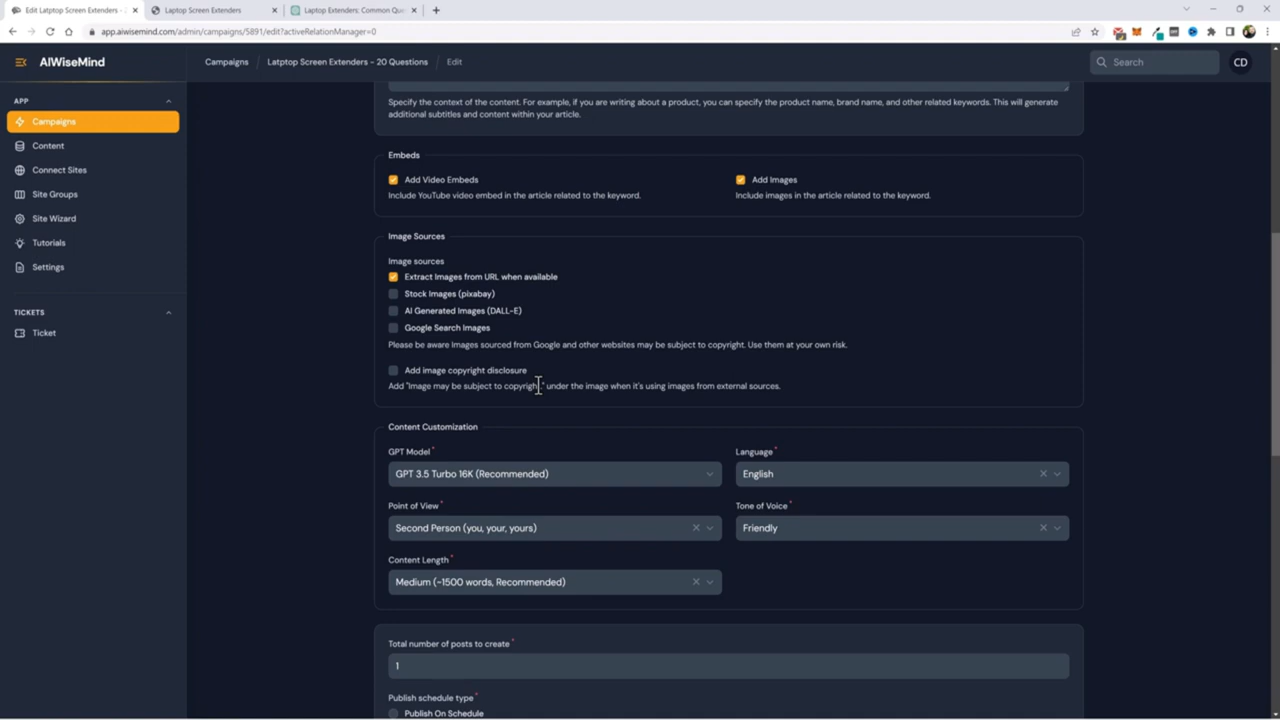 Edit Latptop Screen Extenders -
Laptop Screen Extenders
Laptop Extenders: Common Que
app.aiwisemind.com/admin/campaigns/5891/edit?activeRelationManager=0
AIWiseMind
Campaigns
Latptop Screen Extenders - 20 Questions
Edit
Search
CD
APP
Campaigns
Content
Connect Sites
Site Groups
Site Wizard
Tutorials
Settings
TICKETS
Ticket
Specify the context of the content. For example, if you are writing about a product, you can specify the product name, brand name, and other related keywords. This will generate
additional subtitles and content within your article.
Embeds
Add Video Embeds
Add Images
Include YouTube video embed in the article related to the keyword.
Include images in the article related to the keyword.
Image Sources
Image sources
Extract Images from URL when available
Stock Images (pixabay)
AI Generated Images (DALL-E)
Google Search Images
Please be aware Images sourced from Google and other websites may be subject to copyright. Use them at your own risk.
Add image copyright disclosure
Add "Image may be subject to copyright." under the image when it's using images from external sources.
Content Customization
GPT Model*
Language*
GPT 3.5 Turbo 16K (Recommended)
English
Point of View*
Tone of Voice*
Second Person (you, your, yours)
Friendly
Content Length*
Medium (~1500 words, Recommended)
Total number of posts to create*
1
Publish schedule type*
Publish On Schedule